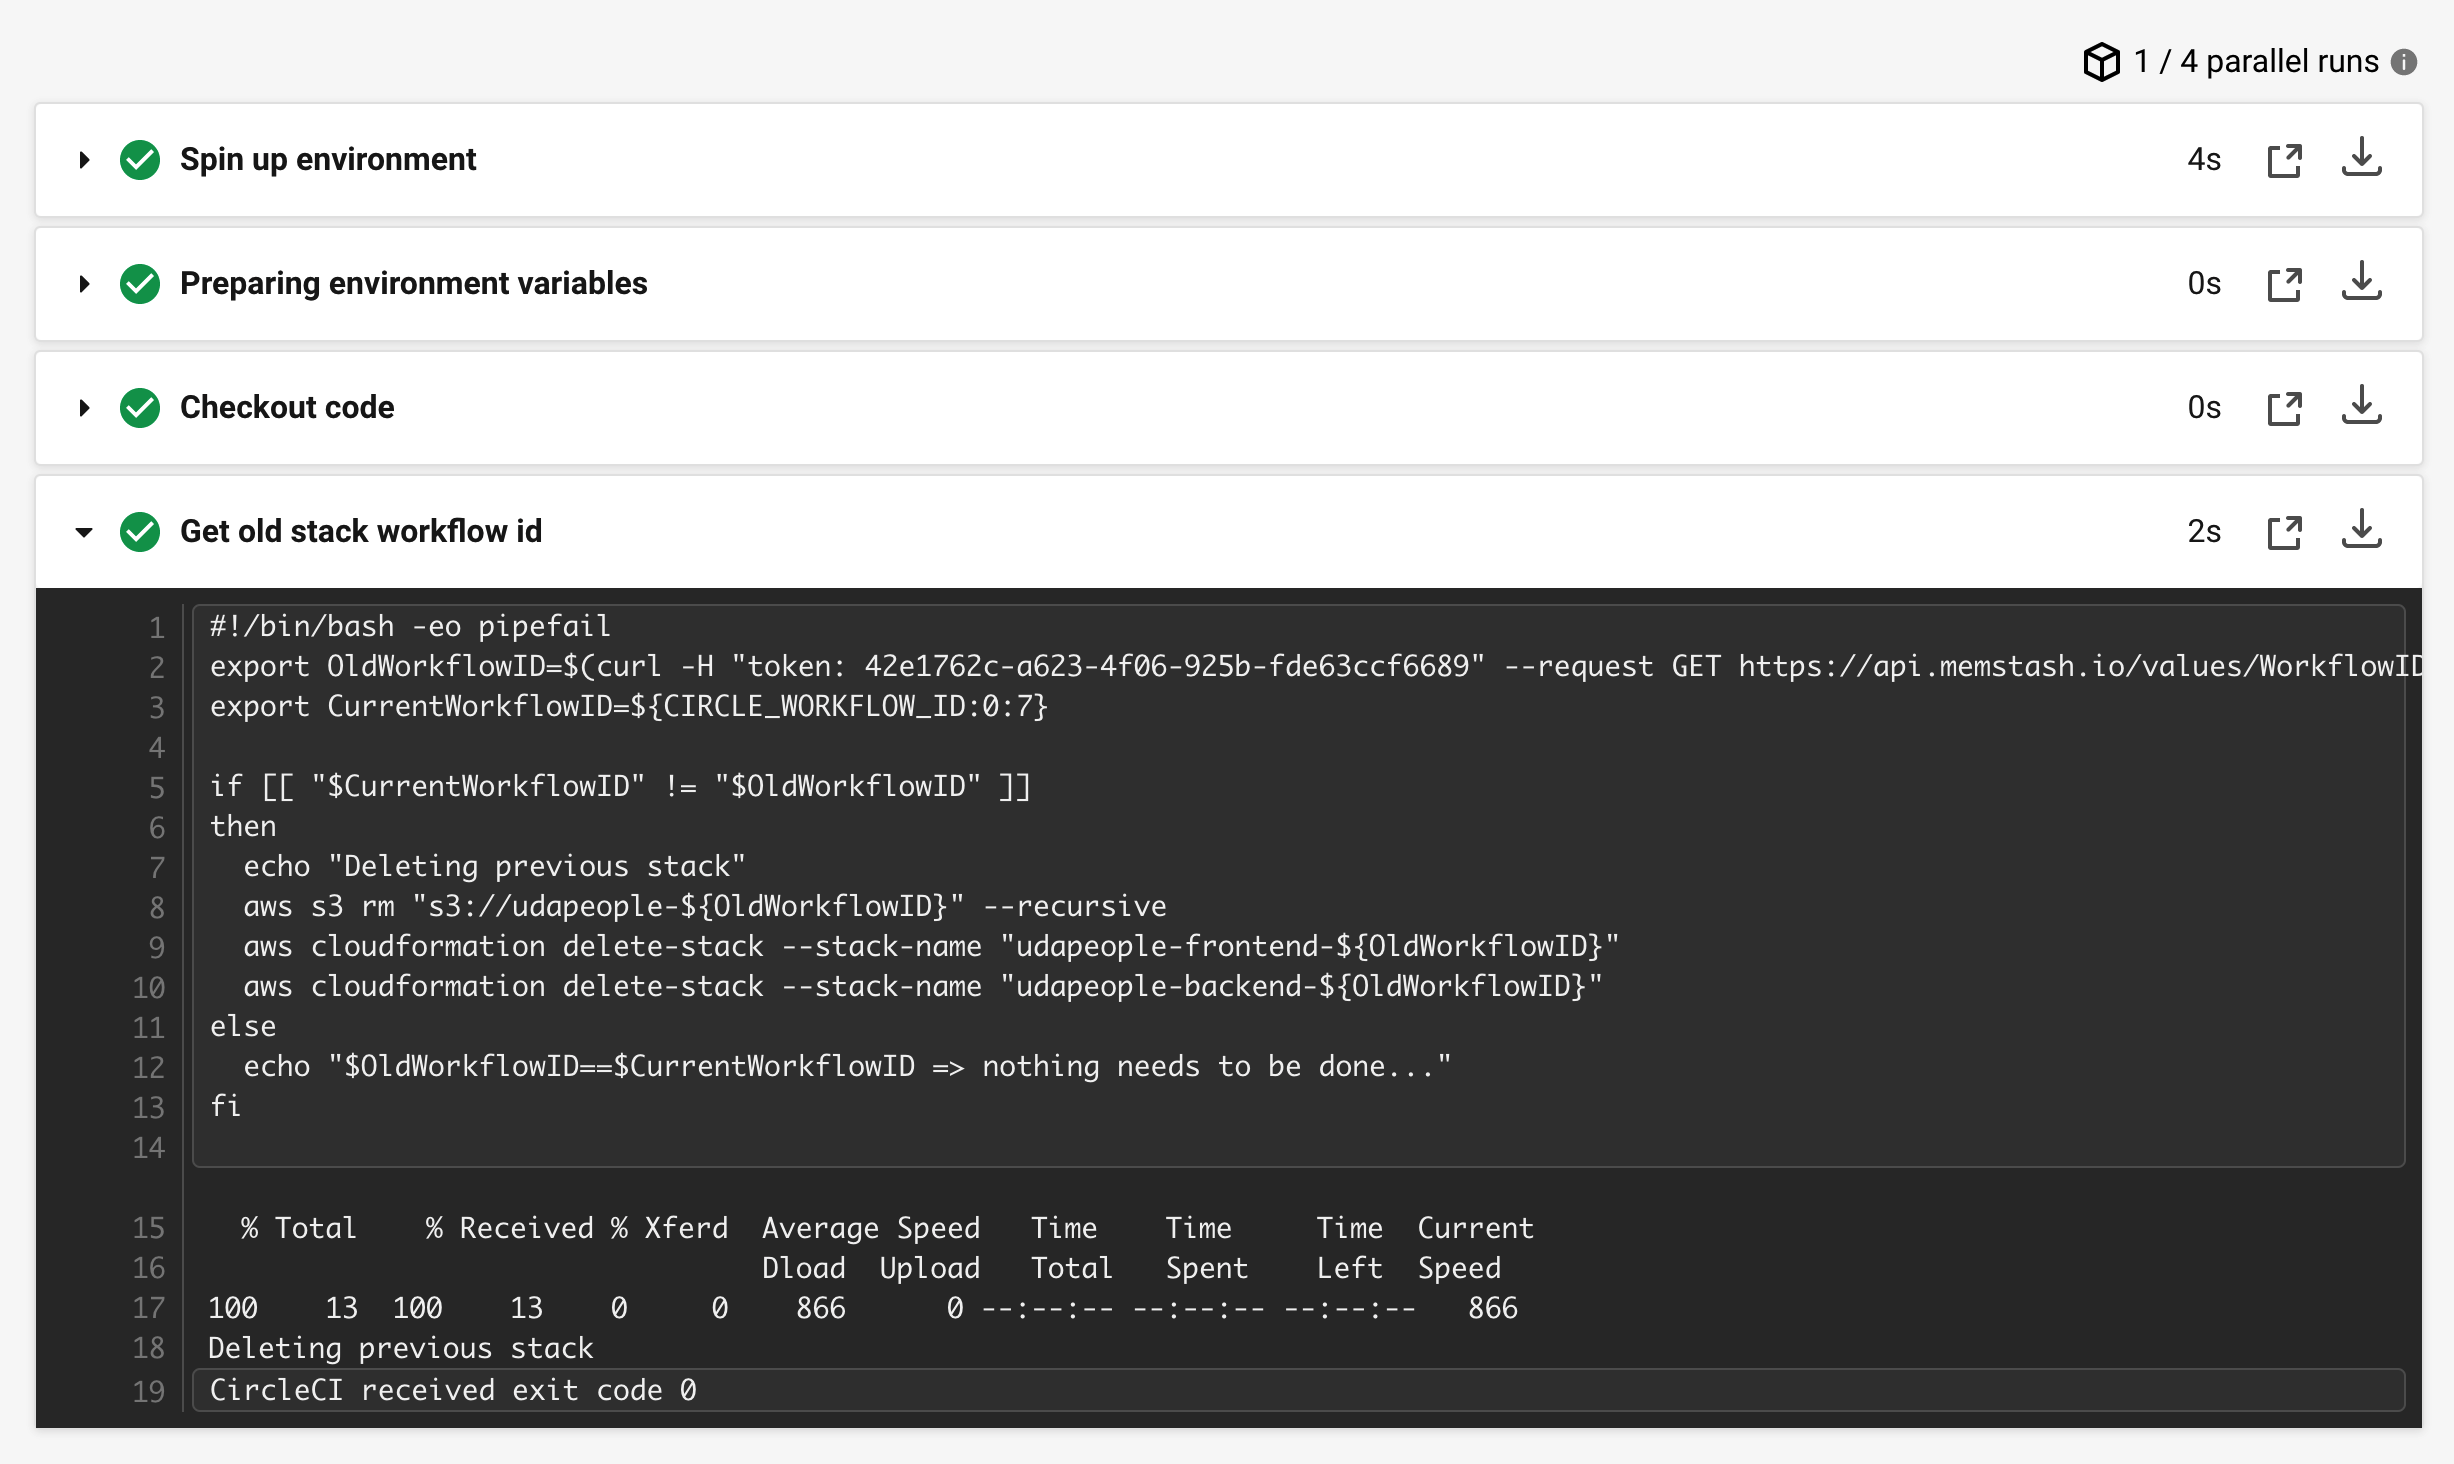 1 / 4 parallel runs
Spin up environment 4s
Preparing environment variables 0s
Checkout code 0s
Get old stack workflow id 2s
1 #!/bin/bash -eo pipefail
2 export OldWorkflowID=$(curl -H "token: 42e1762c-a623-4f06-925b-fde63ccf6689" --request GET https://api.memstash.io/values/WorkflowID
3 export CurrentWorkflowID=${CIRCLE_WORKFLOW_ID:0:7}
4
5 if [[ "$CurrentWorkflowID" != "$OldWorkflowID" ]]
6 then
7   echo "Deleting previous stack"
8   aws s3 rm "s3://udapeople-${OldWorkflowID}" --recursive
9   aws cloudformation delete-stack --stack-name "udapeople-frontend-${OldWorkflowID}"
10   aws cloudformation delete-stack --stack-name "udapeople-backend-${OldWorkflowID}"
11 else
12   echo "$OldWorkflowID==$CurrentWorkflowID => nothing needs to be done..."
13 fi
14
15   % Total    % Received % Xferd  Average Speed   Time    Time     Time  Current
16                                  Dload  Upload   Total   Spent    Left  Speed
17 100    13  100    13    0     0    866      0 --:--:-- --:--:-- --:--:--   866
18 Deleting previous stack
19 CircleCI received exit code 0